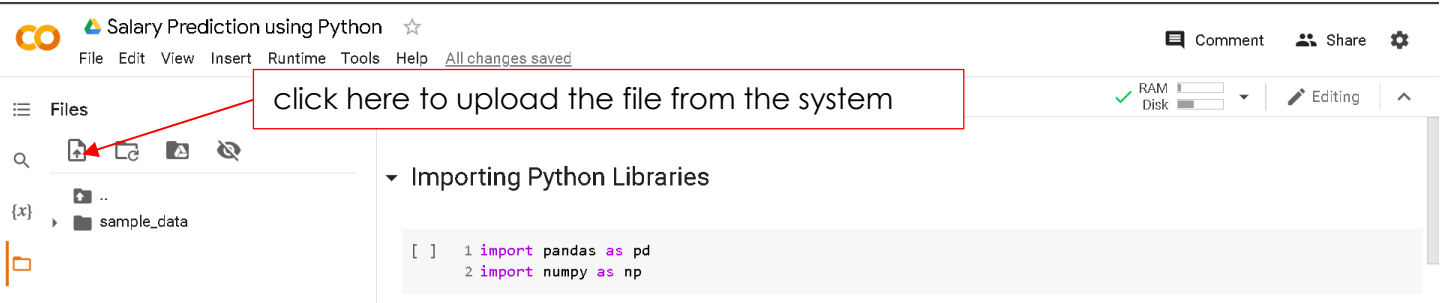 Salary Prediction using Python
File Edit View Insert Runtime Tools Help All changes saved
Comment Share
click here to upload the file from the system
RAM
Disk
Editing
Files
..
{x}
sample_data
Importing Python Libraries
[ ] 1 import pandas as pd
2 import numpy as np